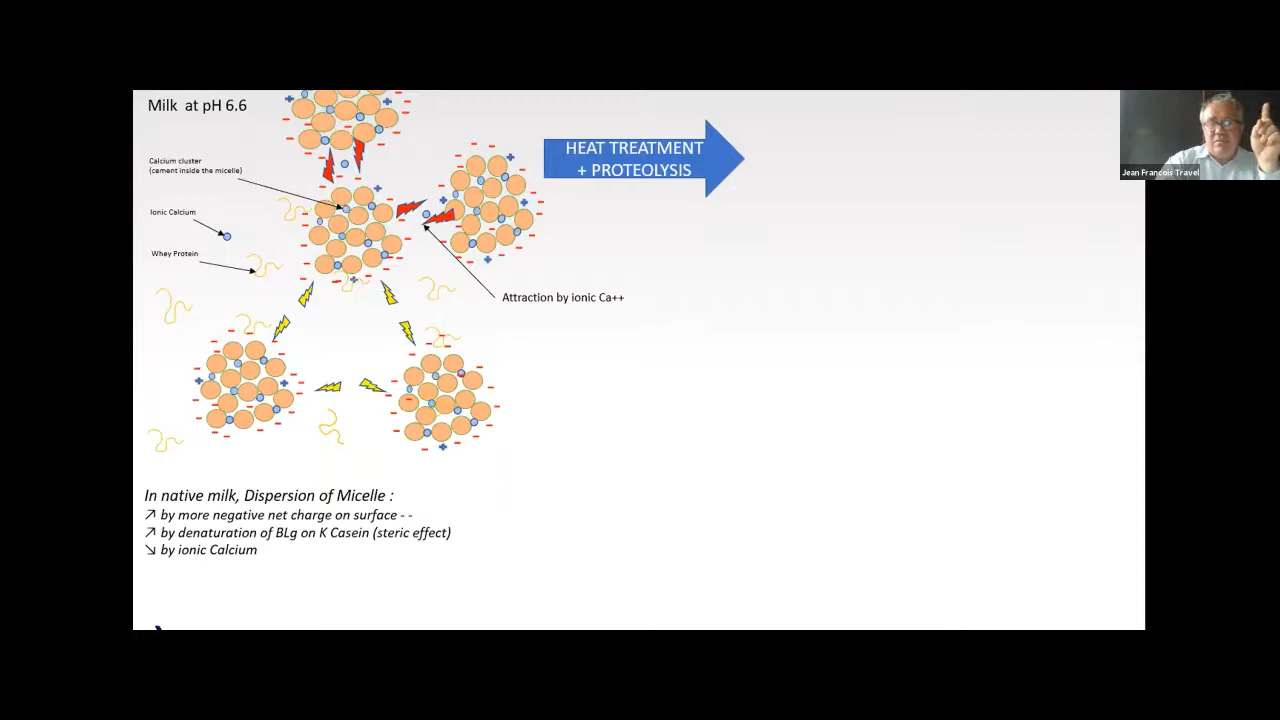 Milk at pH 6.6
HEAT TREATMENT
+ PROTEOLYSIS
Calcium cluster
(cement inside the micelle)
Jean Francois Travel
Ionic Calcium
Whey Protein
Attraction by ionic Ca++
In native milk, Dispersion of Micelle :
↗ by more negative net charge on surface - -
↗ by denaturation of BLg on K Casein (steric effect)
↘ by ionic Calcium